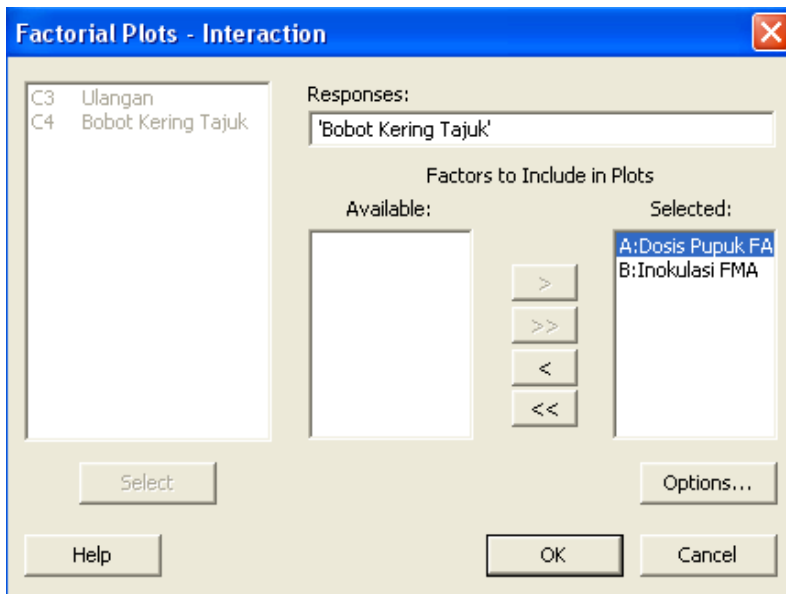 Factorial Plots - Interaction
C3 Ulangan
C4 Bobot Kering Tajuk
Responses:
'Bobot Kering Tajuk'
Factors to Include in Plots
Available:
Selected:
A:Dosis Pupuk FA
B:Inokulasi FMA
>
>>
<
<<
Select
Options...
Help
OK
Cancel